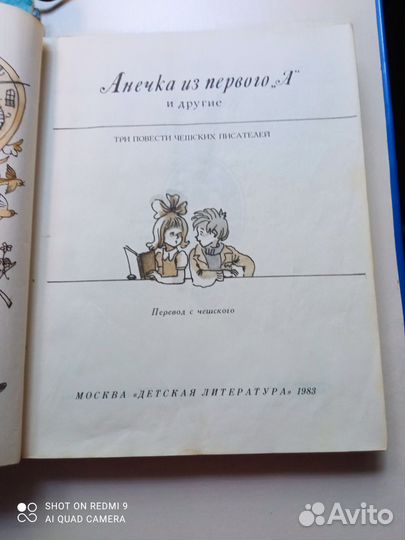 Анечка из первого „А"
и другие
ТРИ ПОВЕСТИ ЧЕШСКИХ ПИСАТЕЛЕЙ
Перевод с чешского
МОСКВА «ДЕТСКАЯ ЛИТЕРАТУРА» 1983
SHOT ON REDMI 9
AI QUAD CAMERA
Avito